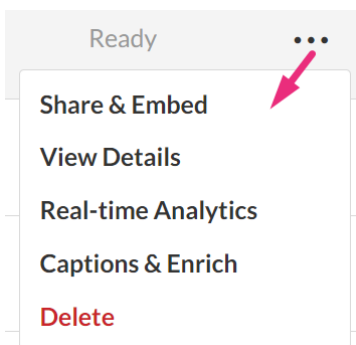 Ready
Share & Embed
View Details
Real-time Analytics
Captions & Enrich
Delete